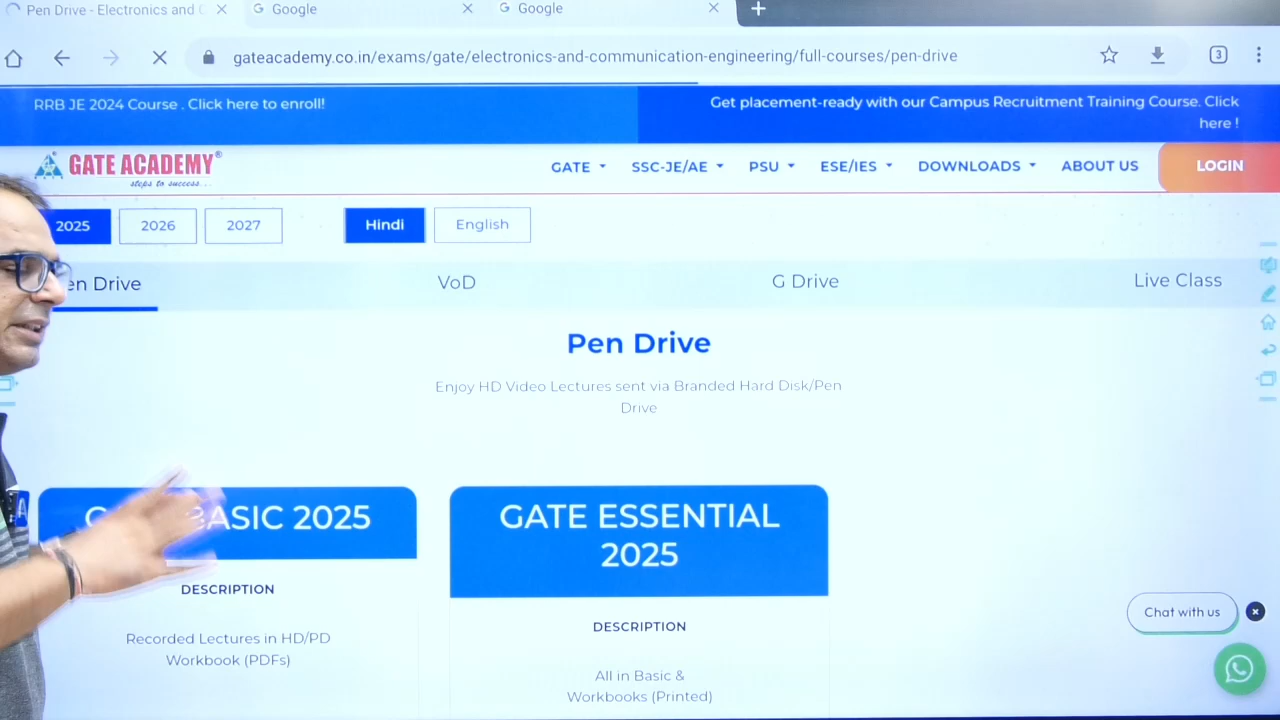 Pen Drive - Electronics and C
Google
Google
gateacademy.co.in/exams/gate/electronics-and-communication-engineering/full-courses/pen-drive
3
RRB JE 2024 Course . Click here to enroll!
Get placement-ready with our Campus Recruitment Training Course. Click
here !
GATE ACADEMY®
steps to success...
GATE
SSC-JE/AE
PSU
ESE/IES
DOWNLOADS
ABOUT US
LOGIN
2025
2026
2027
Hindi
English
en Drive
VoD
G Drive
Live Class
Pen Drive
Enjoy HD Video Lectures sent via Branded Hard Disk/Pen
Drive
BASIC 2025
GATE ESSENTIAL
2025
DESCRIPTION
Recorded Lectures in HD/PD
Workbook (PDFs)
DESCRIPTION
All in Basic &
Workbooks (Printed)
Chat with us